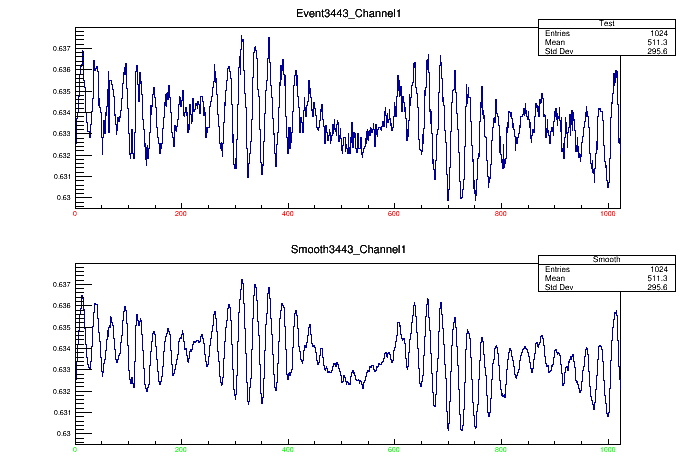 Event3443_Channel1
Test
Entries 1024
Mean 511.3
Std Dev 295.6
0.637
0.636
0.635
0.634
0.633
0.632
0.631
0.63
0 200 400 600 800 1000
Smooth3443_Channel1
Smooth
Entries 1024
Mean 511.3
Std Dev 295.6
0.637
0.636
0.635
0.634
0.633
0.632
0.631
0.63
0 200 400 600 800 1000